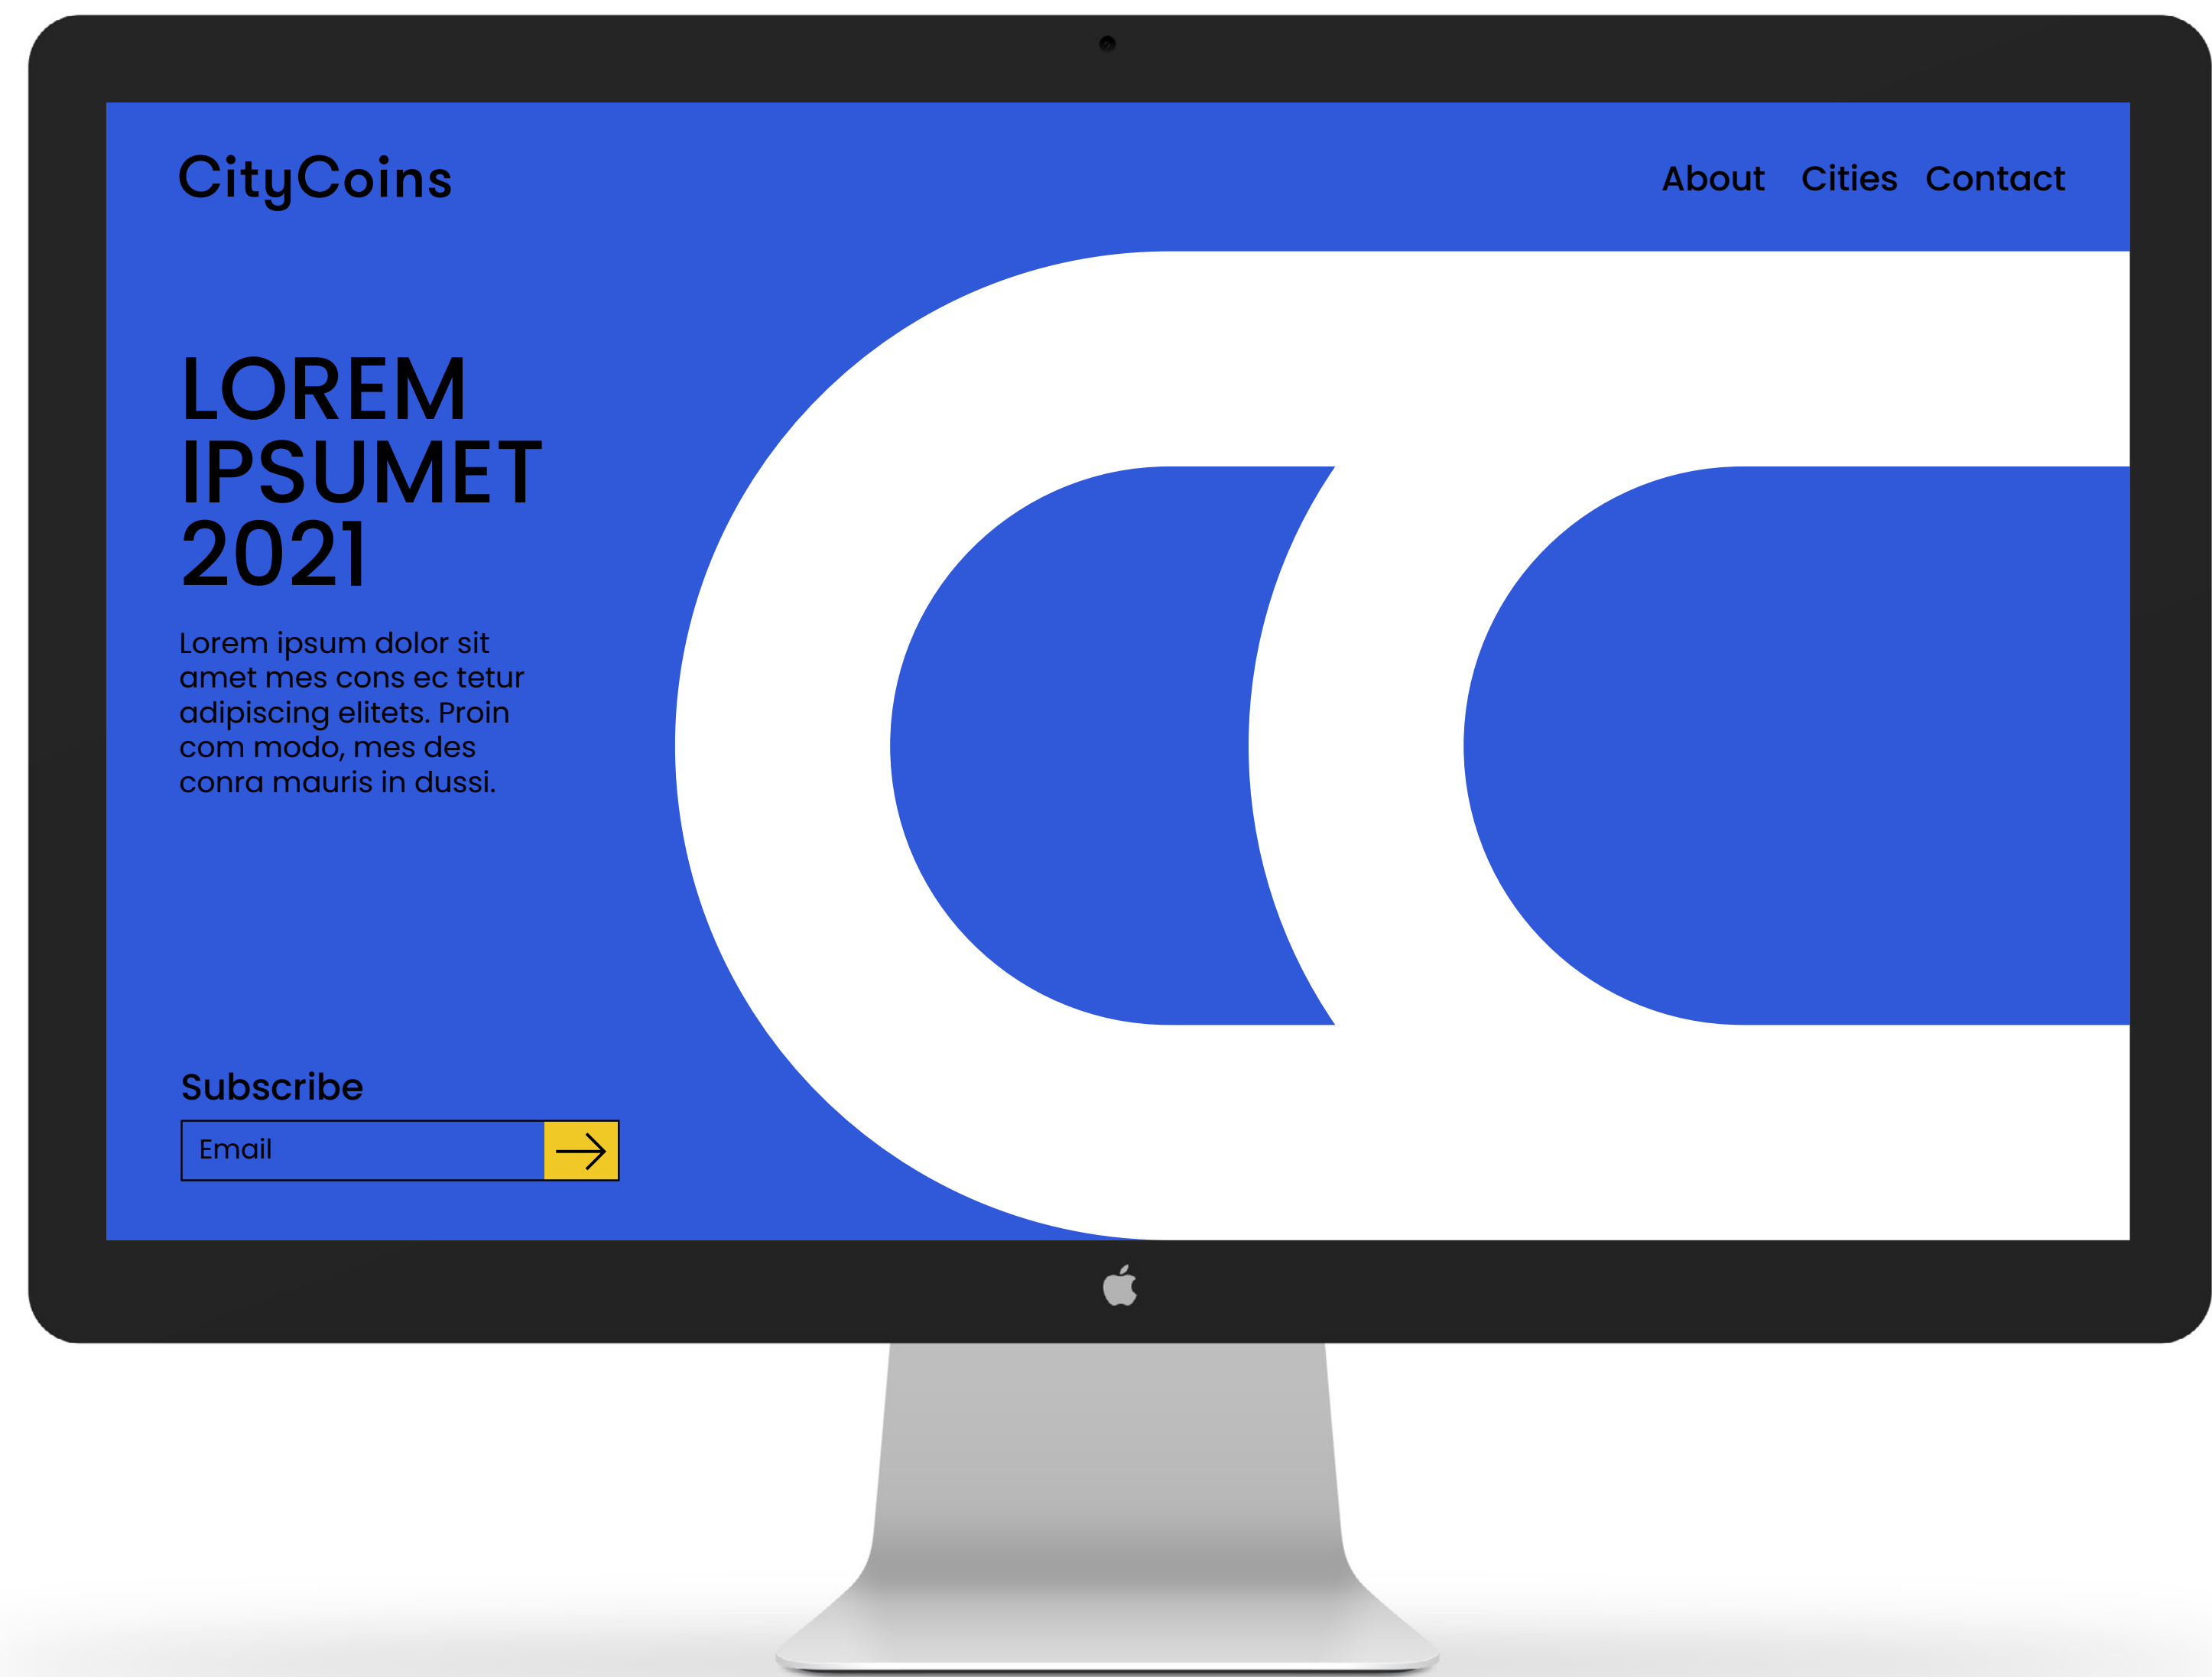 CityCoins
About Cities Contact
LOREM
IPSUMET
2021
Lorem ipsum dolor sit
amet mes cons ec tetur
adipiscing elitets. Proin
com modo, mes des
conra mauris in dussi.
Subscribe
Email